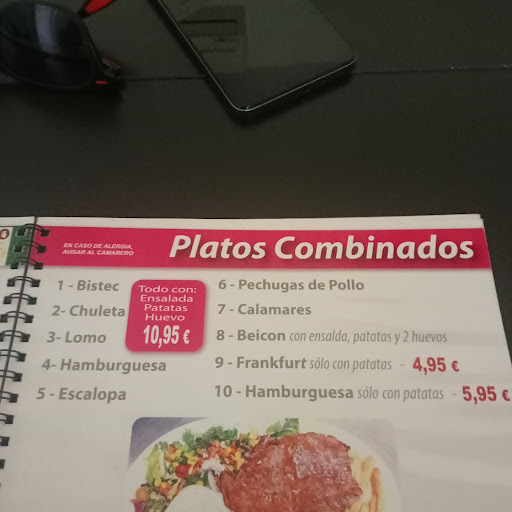 EN CASO DE ALERGIA,
AVISAR AL CAMARERO
Platos Combinados
1 - Bistec
2- Chuleta
3- Lomo
4- Hamburguesa
5 - Escalopa
Todo con:
Ensalada
Patatas
Huevo
10,95 €
6 - Pechugas de Pollo
7 - Calamares
8 - Beicon con ensalda, patatas y 2 huevos
9 - Frankfurt sólo con patatas - 4,95 €
10 - Hamburguesa sólo con patatas - 5,95 €